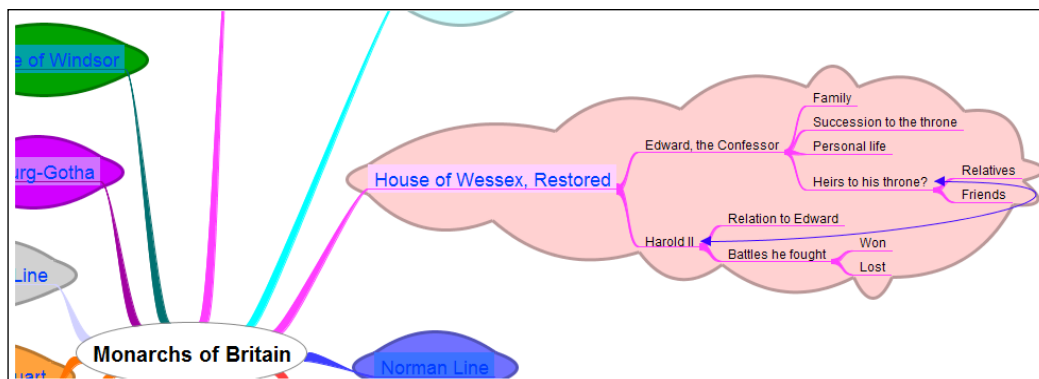 e of Windsor
urg-Gotha
Line
uart
Monarchs of Britain
Norman Line
House of Wessex, Restored
Edward, the Confessor
Family
Succession to the throne
Personal life
Heirs to his throne?
Relatives
Friends
Harold II
Relation to Edward
Battles he fought
Won
Lost